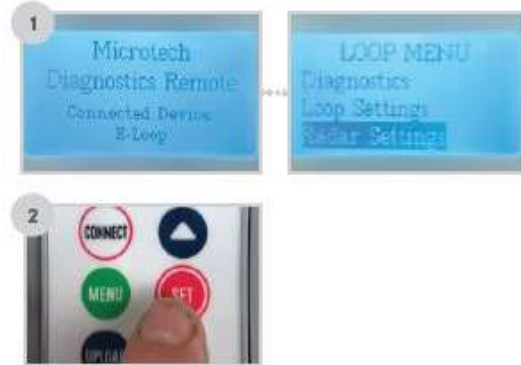 1
Microtech
Diagnostics Remote
Connected Device
E-Loop
LOOP MENU
Diagnostics
Loop Settings
Radar Settings
2
CONNECT
MENU
SET